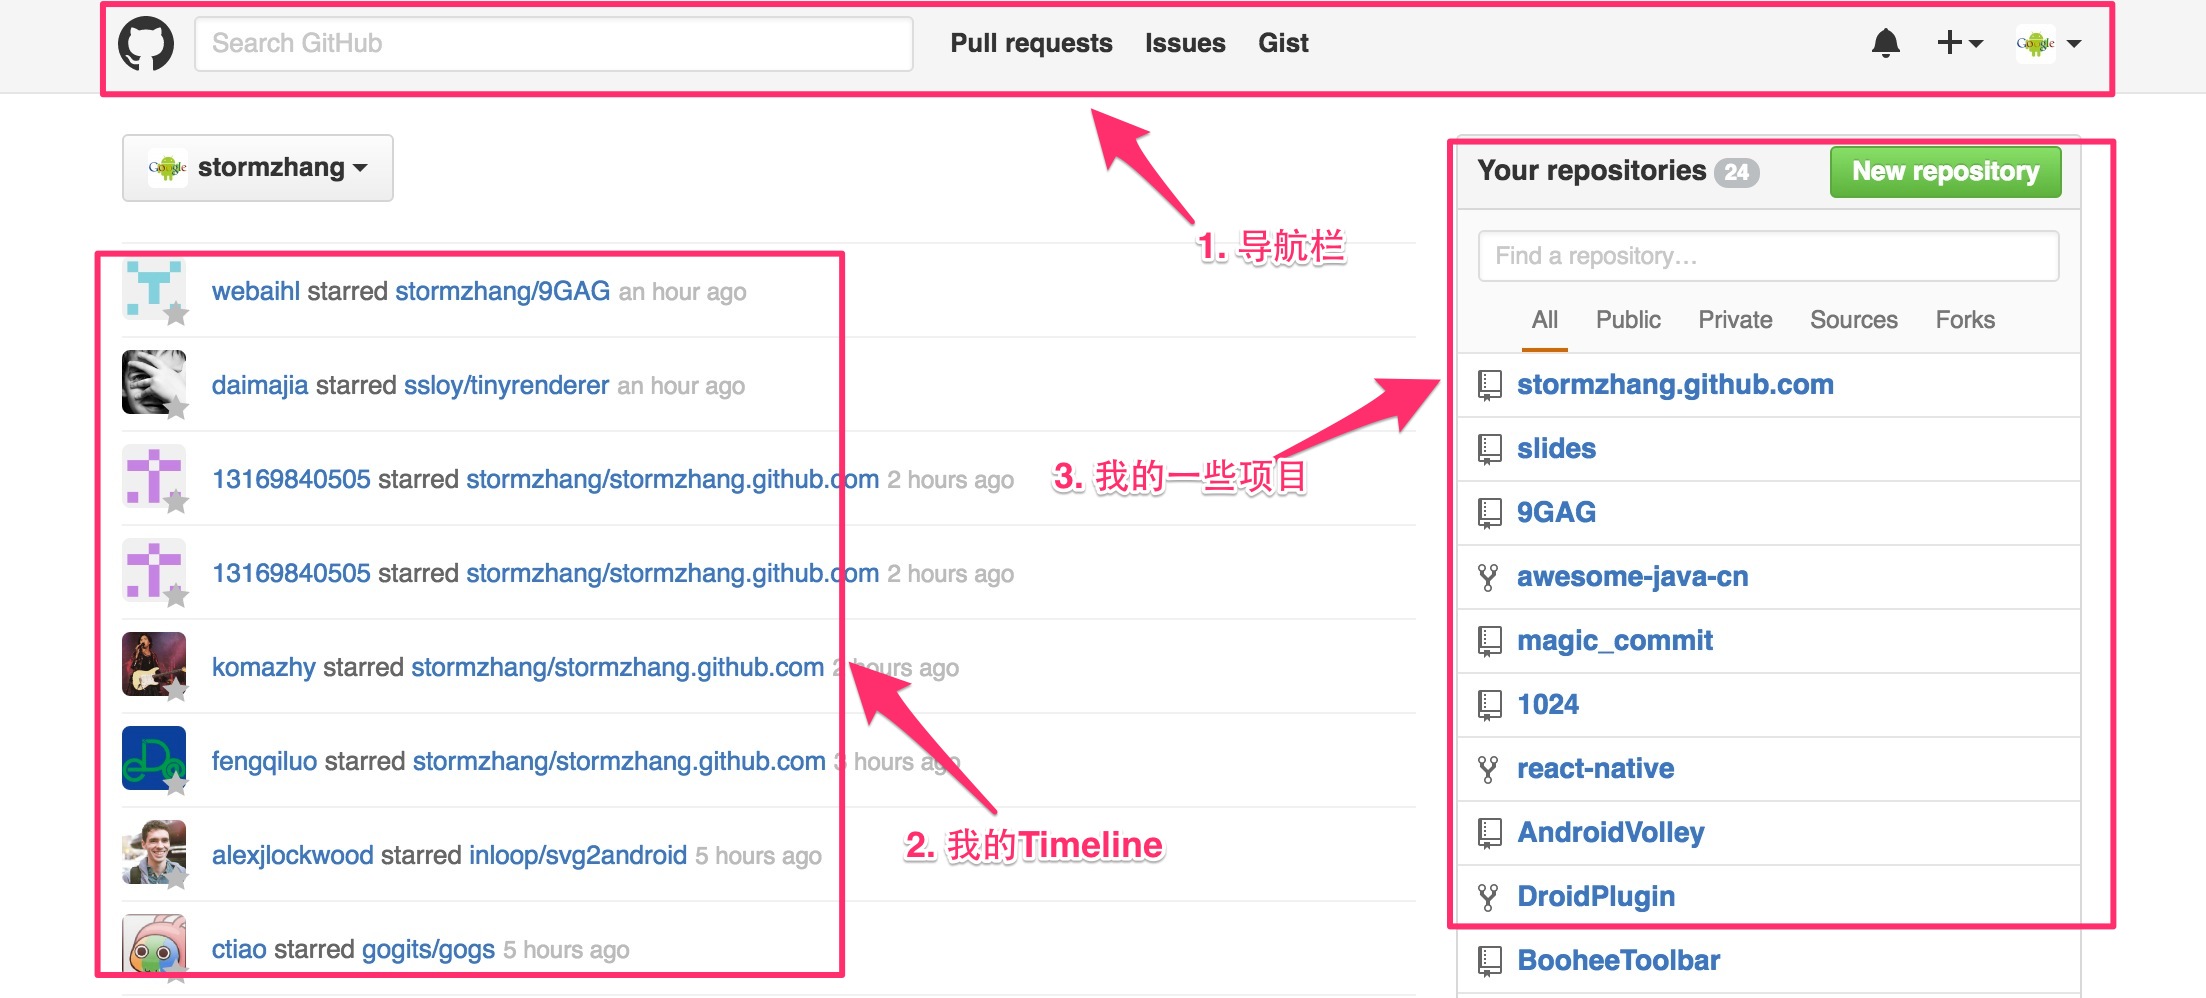 Search GitHub
Pull requests Issues Gist
Google
1. 导航栏
Google stormzhang
webaihl starred stormzhang/9GAG an hour ago
daimajia starred ssloy/tinyrenderer an hour ago
13169840505 starred stormzhang/stormzhang.github.com 2 hours ago
13169840505 starred stormzhang/stormzhang.github.com 2 hours ago
komazhy starred stormzhang/stormzhang.github.com 2 hours ago
fengqiluo starred stormzhang/stormzhang.github.com 3 hours ago
alexjlockwood starred inloop/svg2android 5 hours ago
ctiao starred gogits/gogs 5 hours ago
2. 我的Timeline
3. 我的一些项目
Your repositories 24 New repository
Find a repository…
All Public Private Sources Forks
stormzhang.github.com
slides
9GAG
awesome-java-cn
magic_commit
1024
react-native
AndroidVolley
DroidPlugin
BooheeToolbar